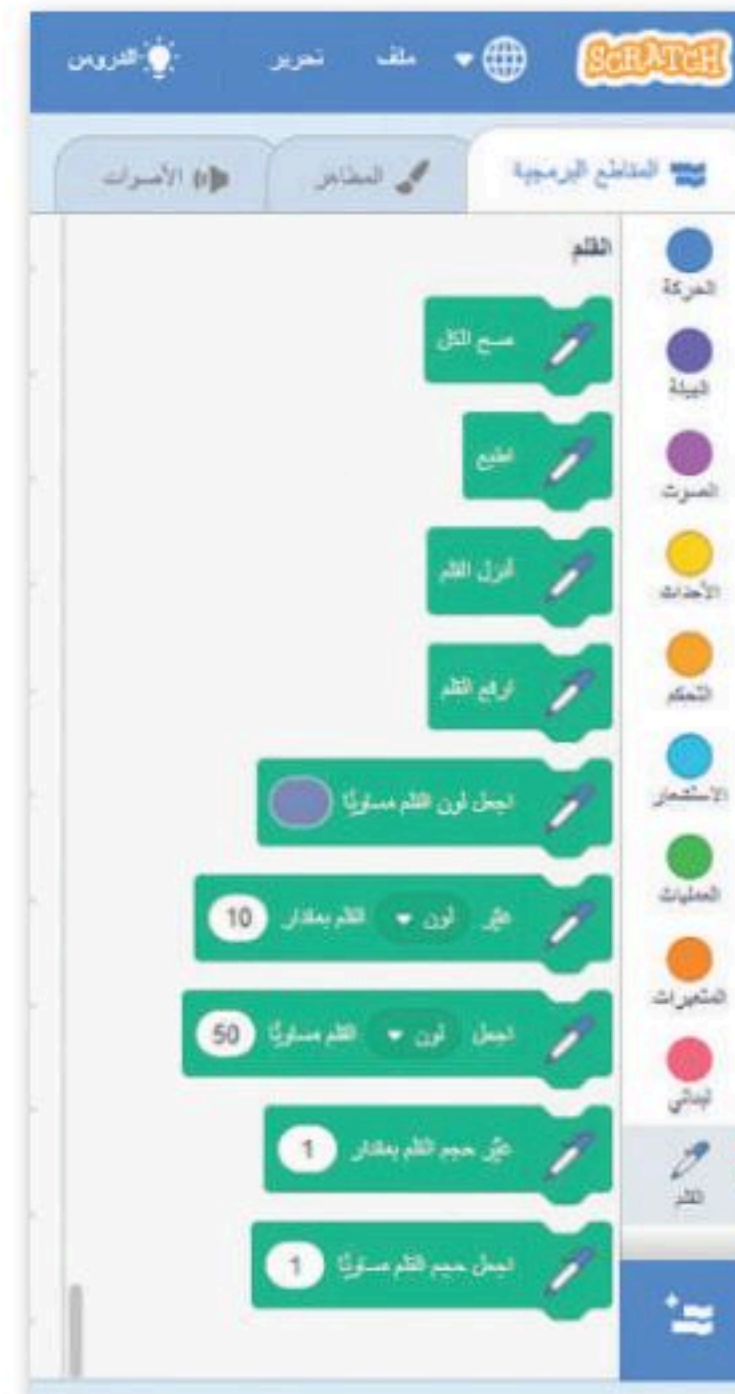 SCRATCH ملف تحرير الدروس
المقاطع البرمجية المظاهر الأصوات
الحركة
الهيئة
الصوت
الأحداث
التحكم
الاستشعار
العمليات
المتغيرات
لبناتي
القلم
القلم
مسح الكل
اطبع
أنزل القلم
ارفع القلم
اجعل لون القلم مساويًا
غيّر لون القلم بمقدار 10
اجعل لون القلم مساويًا 50
غيّر حجم القلم بمقدار 1
اجعل حجم القلم مساويًا 1